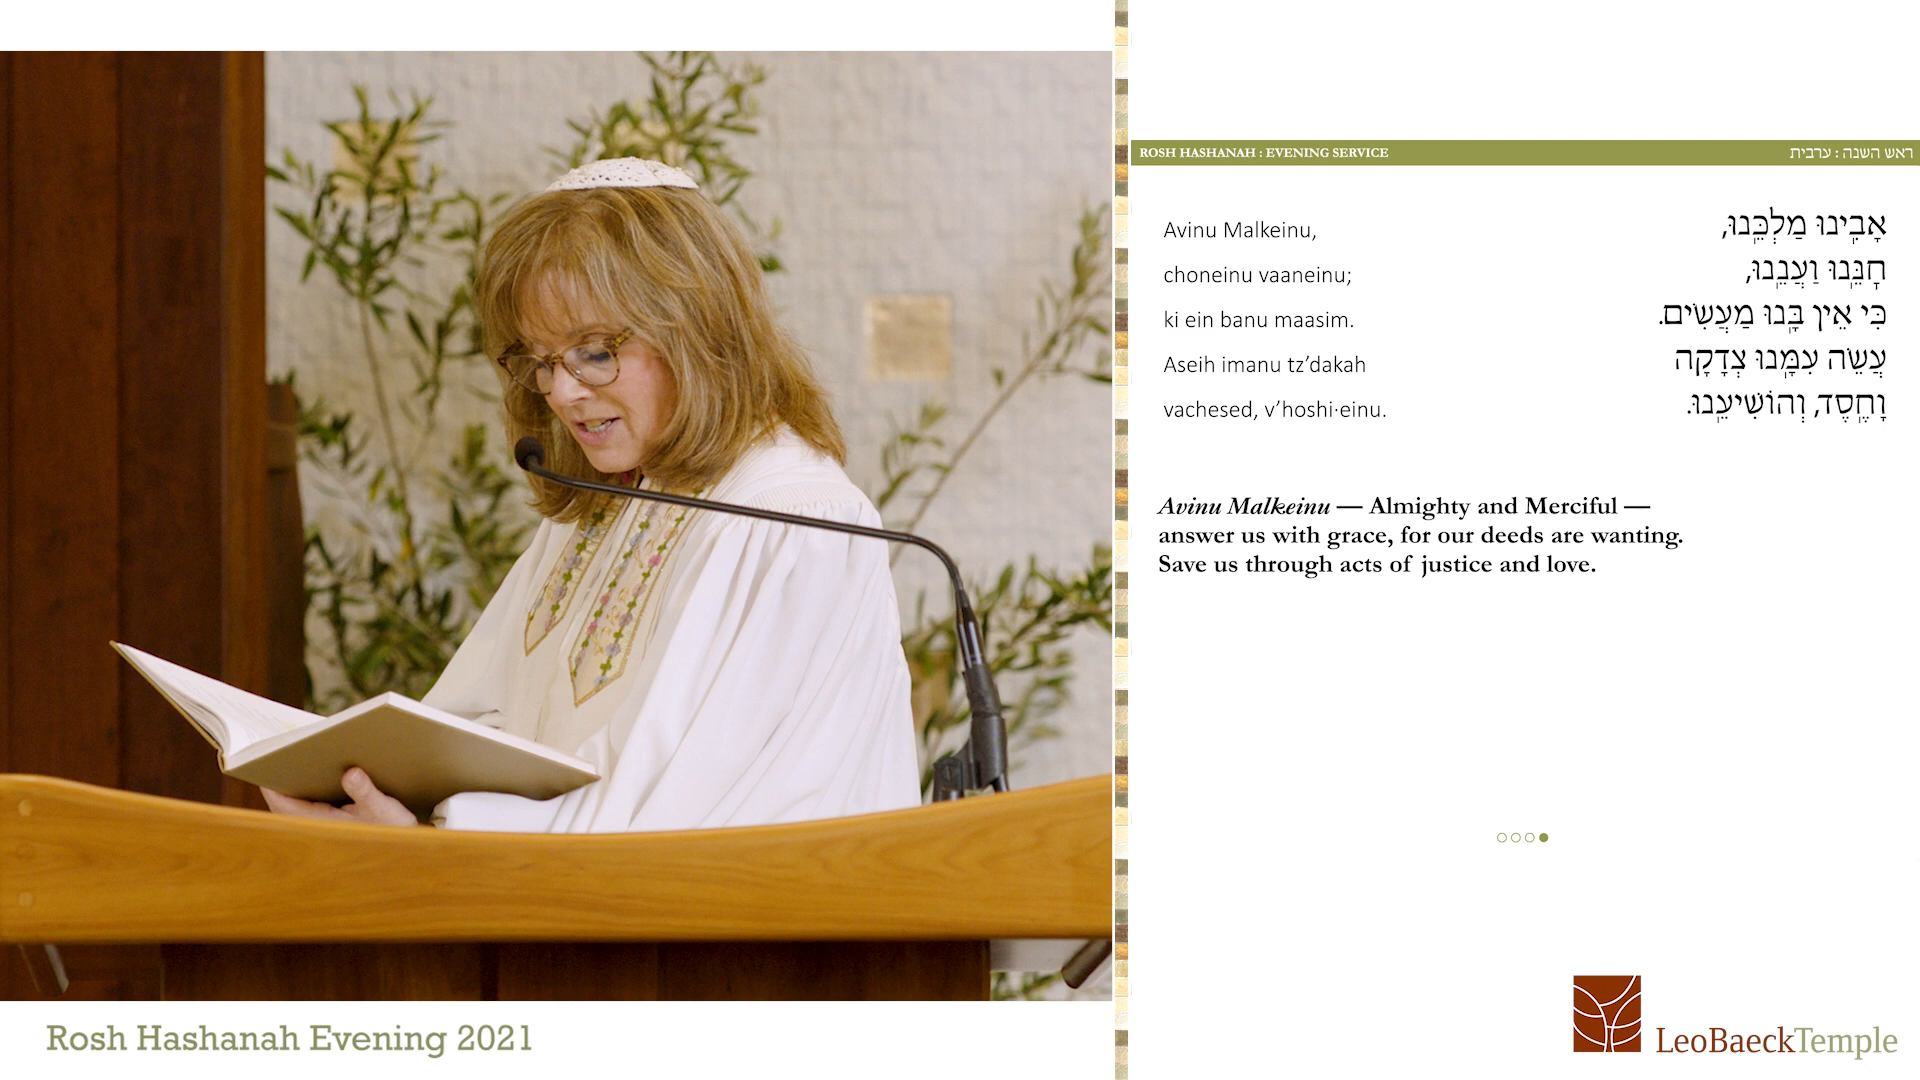 ROSH HASHANAH : EVENING SERVICE
ראש השנה : ערבית
Avinu Malkeinu,
choneinu vaaneinu;
ki ein banu maasim.
Aseih imanu tz’dakah
vachesed, v’hoshi·einu.
אָבִֽינוּ מַלְכֵּֽנוּ,
חָנֵּֽנוּ וַעֲנֵֽנוּ,
כִּי אֵין בָּֽנוּ מַעֲשִׂים.
עֲשֵׂה עִמָּֽנוּ צְדָקָה
וָחֶֽסֶד, וְהוֹשִׁיעֵֽנוּ.
Avinu Malkeinu — Almighty and Merciful —
answer us with grace, for our deeds are wanting.
Save us through acts of justice and love.
Rosh Hashanah Evening 2021
LeoBaeckTemple